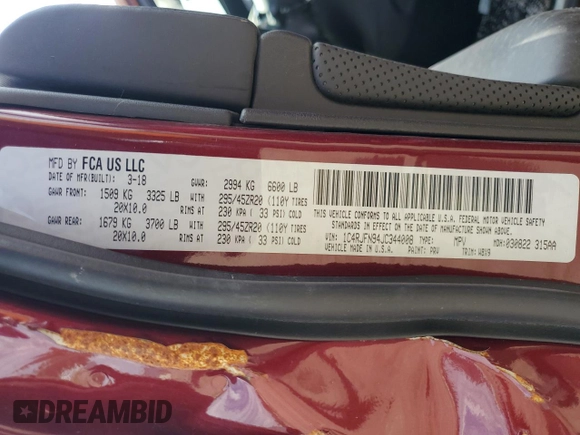 MFD BY FCA US LLC
DATE OF MFR(BUILT): 3-18 GVWR: 2994 KG 6600 LB
GAWR FRONT: 1509 KG 3325 LB WITH 295/45ZR20 (110Y TIRES
20X10.0 RIMS AT 230 KPA ( 33 PSI) COLD
GAWR REAR: 1679 KG 3700 LB WITH 295/45ZR20 (110Y TIRES
20X10.0 RIMS AT 230 KPA ( 33 PSI) COLD
THIS VEHICLE CONFORMS TO ALL APPLICABLE U.S.A. FEDERAL MOTOR VEHICLE SAFETY
STANDARDS IN EFFECT ON THE DATE OF MANUFACTURE SHOWN ABOVE.
VIN: 1C4RJFN94JC344008 TYPE: MPV MDH: 030822 315AA
VEHICLE MADE IN U.S.A. PAINT: PRV TRIM: W8X9
DREAMBID